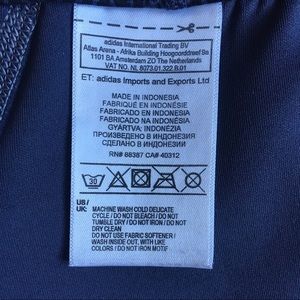 adidas International Trading BV
Atlas Arena - Afrika Building Hoogoorddreef 9a
1101 BA Amsterdam ZO The Netherlands
VAT NO. NL 8073.01.322.B.01
ET: adidas Imports and Exports Ltd
MADE IN INDONESIA
FABRIQUÉ EN INDONÉSIE
FABRICADO EN INDONESIA
FABRICADO NA INDONÉSIA
GYÁRTVA: INDONÉZIA
ПРОИЗВЕДЕНО В ИНДОНЕЗИЯ
СДЕЛАНО В ИНДОНЕЗИИ
RN# 88387 CA# 40312
30
US /
UK: MACHINE WASH COLD DELICATE
CYCLE / DO NOT BLEACH / DO NOT
TUMBLE DRY / DO NOT IRON / DO NOT
DRY CLEAN
DO NOT USE FABRIC SOFTENER /
WASH INSIDE OUT, WITH LIKE
COLORS / DO NOT IRON MOTIF